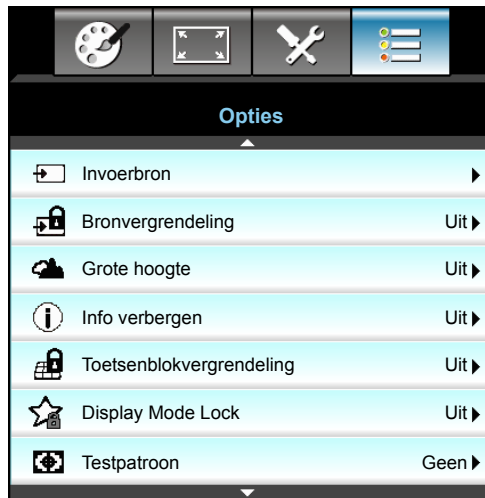 Opties
Invoerbron
Bronvergrendeling Uit
Grote hoogte Uit
Info verbergen Uit
Toetsenblokvergrendeling Uit
Display Mode Lock Uit
Testpatroon Geen